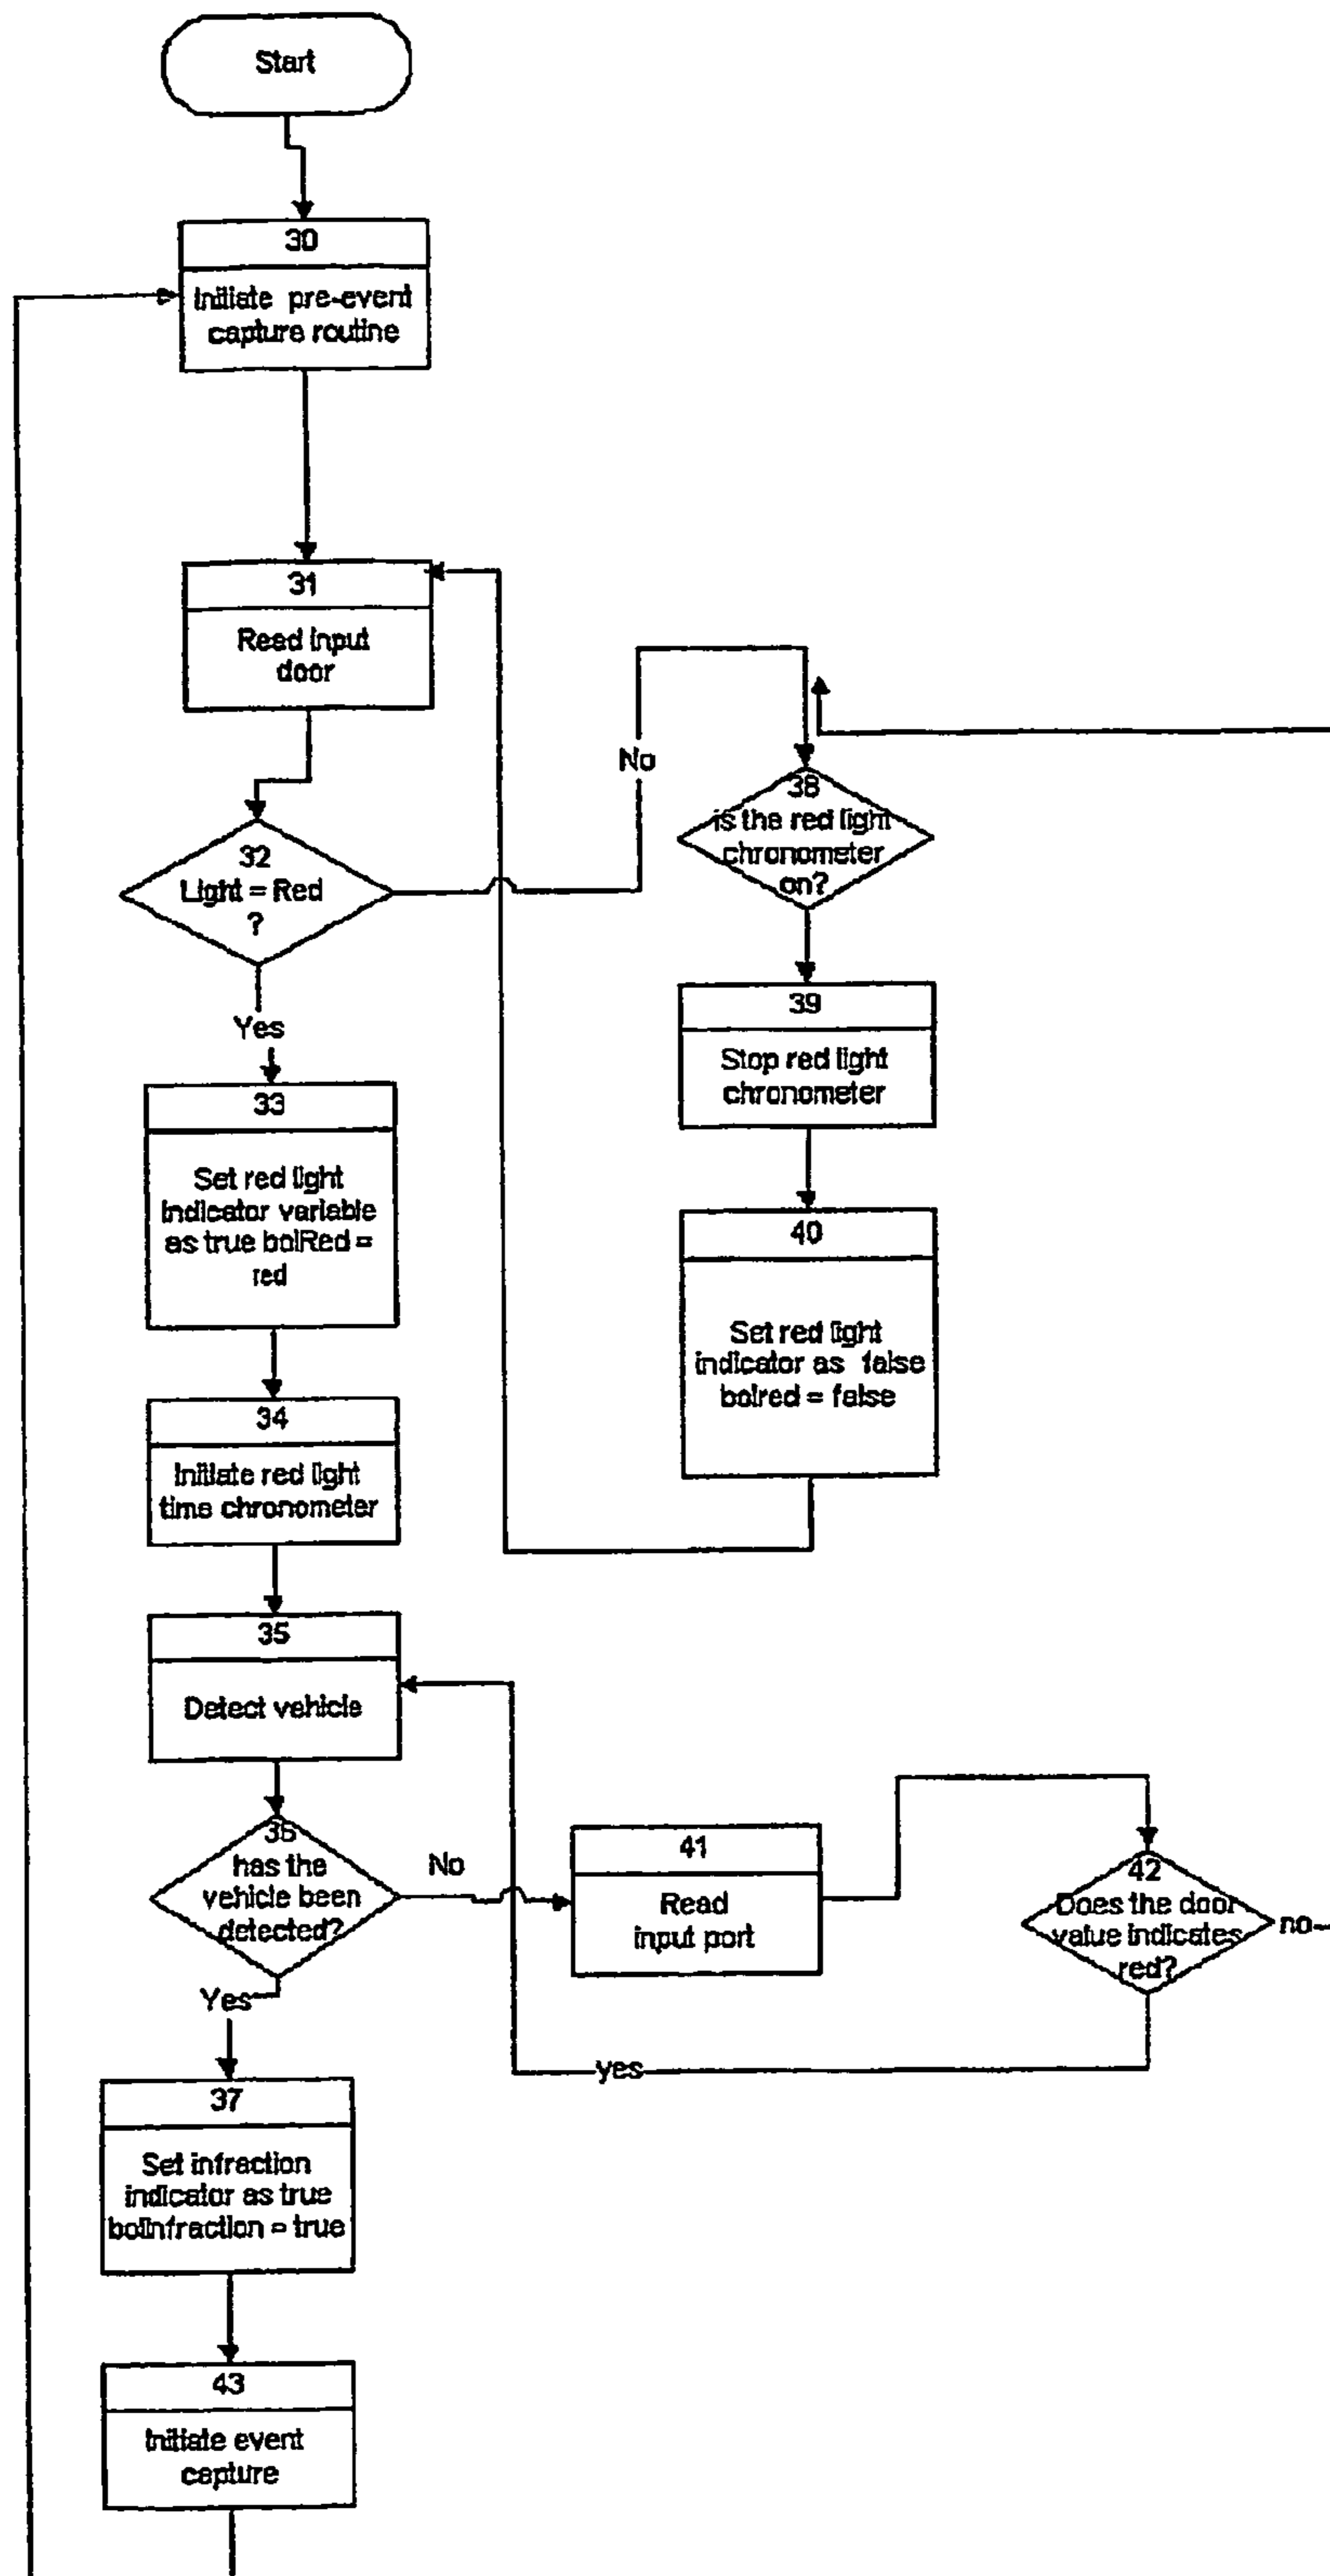 Start
30
Initiate pre-event
capture routine
31
Read input
door
32
Light = Red
?
No
Yes
38
is the red light
chronometer
on?
39
Stop red light
chronometer
40
Set red light
indicator as false
bolred = false
33
Set red light
indicator variable
as true bolRed =
red
34
Initiate red light
time chronometer
35
Detect vehicle
36
has the
vehicle been
detected?
No
41
Read
input port
42
Does the door
value indicates
red?
no
yes
Yes
37
Set infraction
indicator as true
bolInfraction = true
43
Initiate event
capture